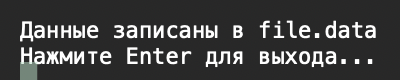 Данные записаны в file.data
Нажмите Enter для выхода...